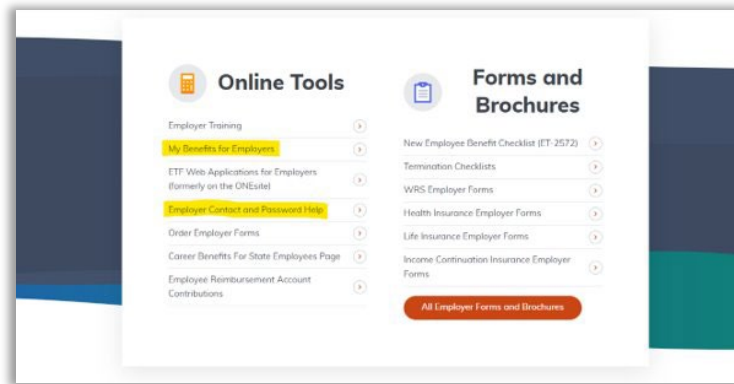 Online Tools
Employer Training
My Benefits for Employers
ETF Web Applications for Employers
(formerly on the ONEsite)
Employer Contact and Password Help
Order Employer Forms
Career Benefits For State Employees Page
Employee Reimbursement Account
Contributions
Forms and
Brochures
New Employee Benefit Checklist (ET-2572)
Termination Checklists
WRS Employer Forms
Health Insurance Employer Forms
Life Insurance Employer Forms
Income Continuation Insurance Employer
Forms
All Employer Forms and Brochures